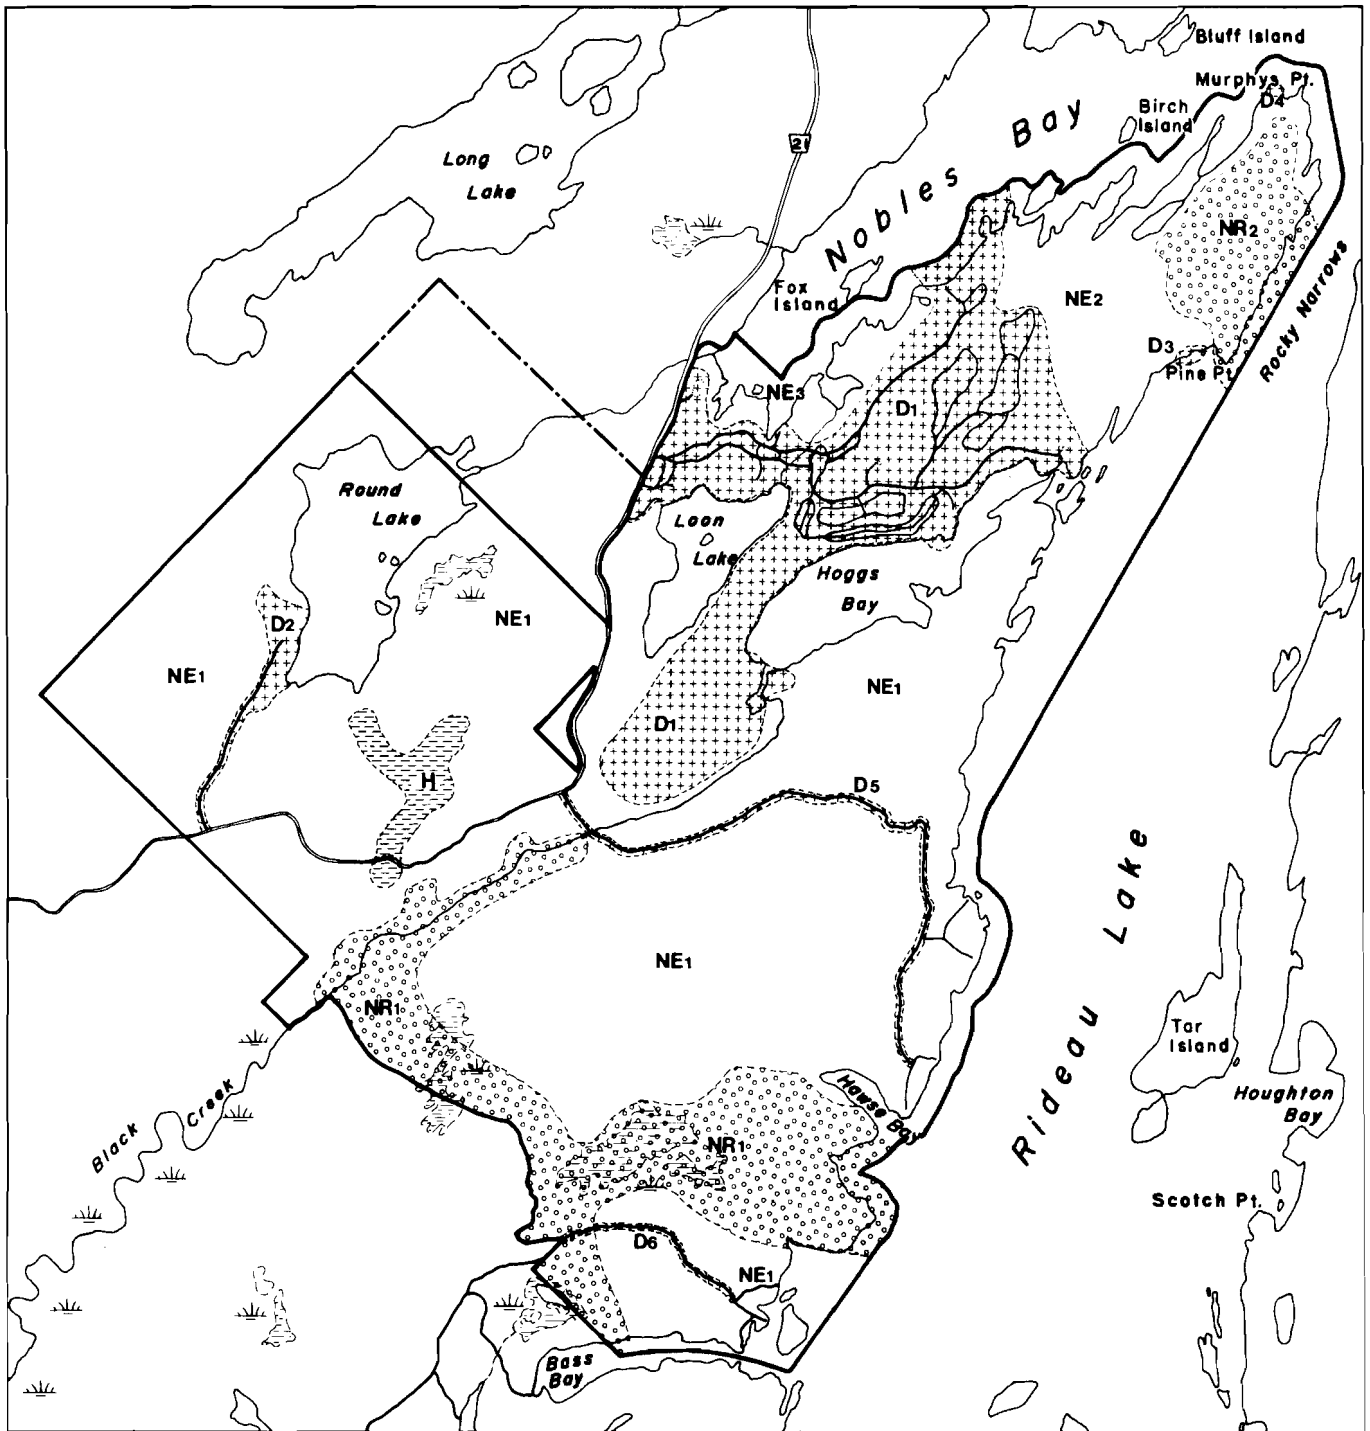 Bluff Island
Murphys Pt.
D4
Birch
Island
Nobles Bay
21
Long
Lake
NR2
Rocky Narrows
Fox
Island
NE2
D3
Pine Pt.
NE3
D1
Round
Lake
Loon
Lake
Hoggs
Bay
NE1
D2
NE1
NE1
D1
H
D5
Rideau Lake
NE1
NR1
Tar
Island
Hawse Bay
Houghton
Bay
Black Creek
NR1
Scotch Pt.
D6
NE1
Bass
Bay